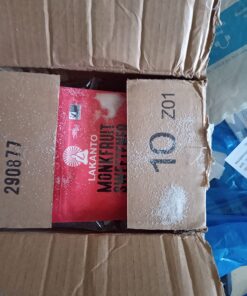 290877
LAKANTO
MONKFRUIT
SWEETENER
10
Z01